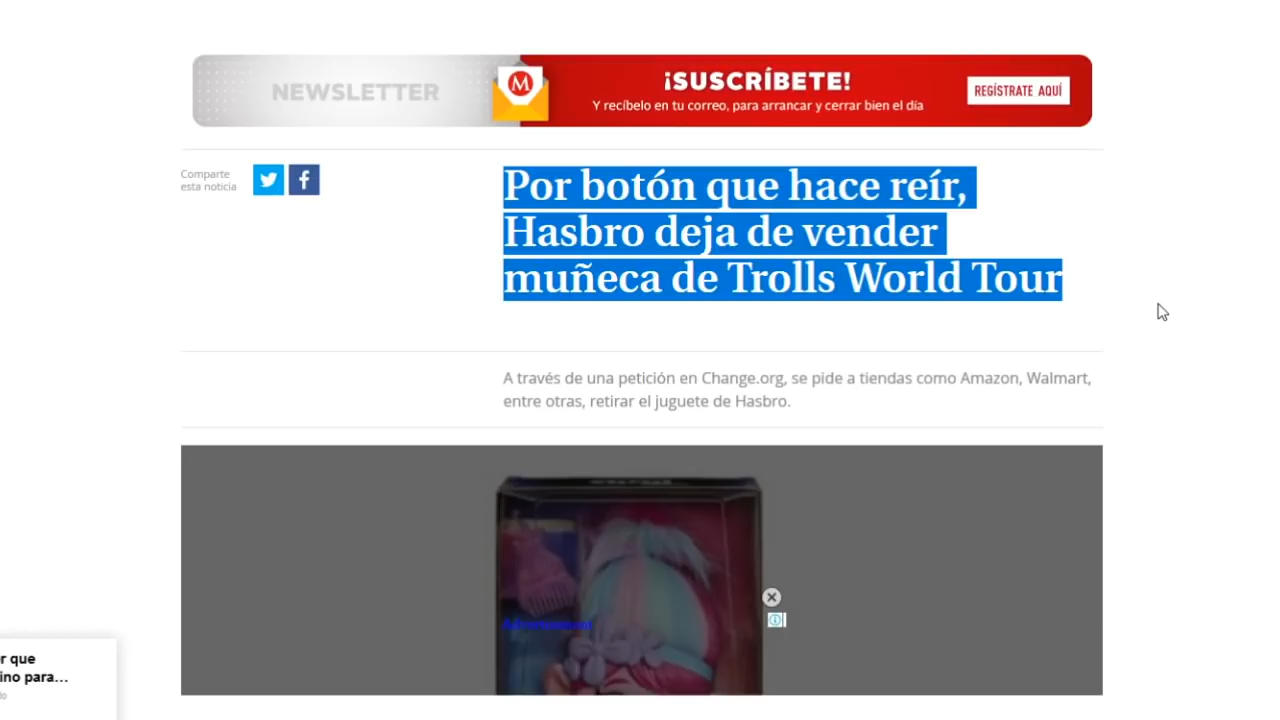 NEWSLETTER
M
¡SUSCRÍBETE!
Y recíbelo en tu correo, para arrancar y cerrar bien el día
REGÍSTRATE AQUÍ
Comparte
esta noticia
Por botón que hace reír,
Hasbro deja de vender
muñeca de Trolls World Tour
A través de una petición en Change.org, se pide a tiendas como Amazon, Walmart,
entre otras, retirar el juguete de Hasbro.
Advertisement
r que
ino para...
do